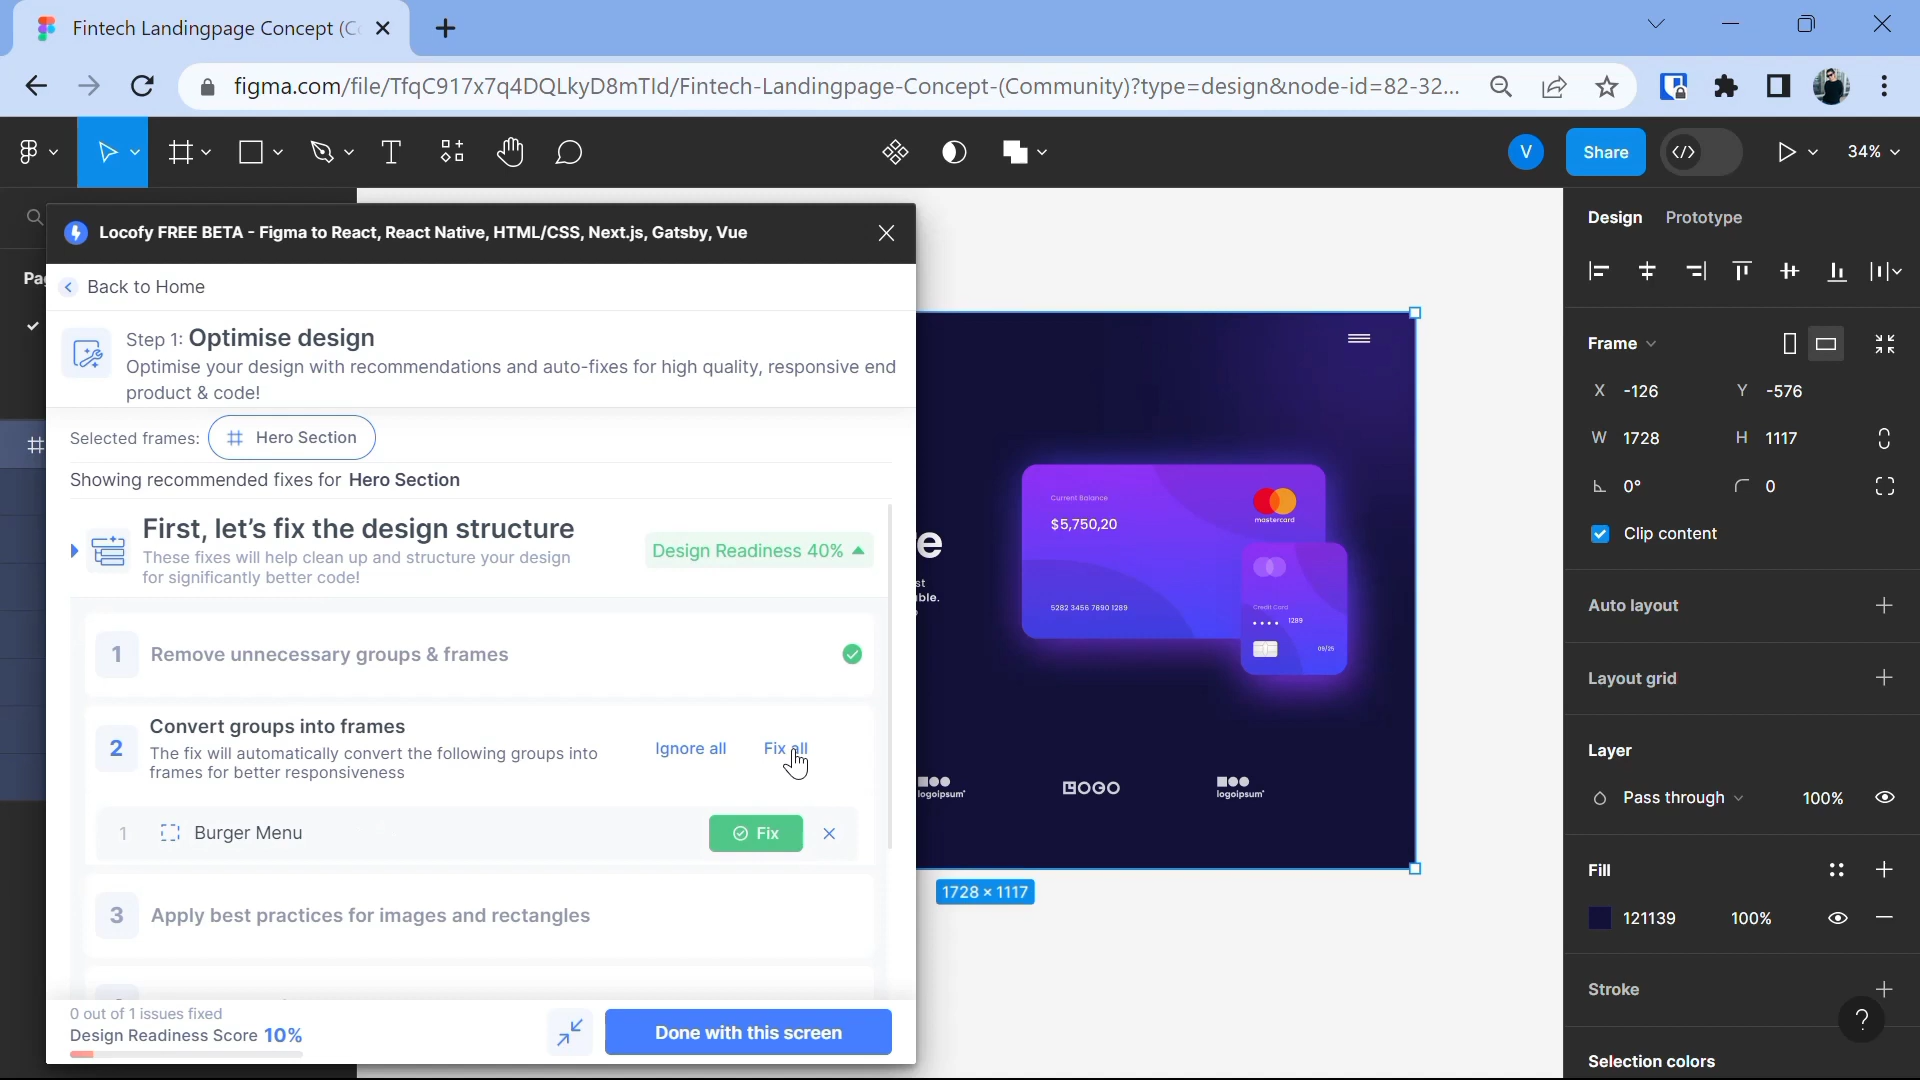 Fintech Landingpage Concept (C
figma.com/file/TfqC917x7q4DQLkyD8mTId/Fintech-Landingpage-Concept-(Community)?type=design&node-id=82-32...
V
Share
34%
Locofy FREE BETA - Figma to React, React Native, HTML/CSS, Next.js, Gatsby, Vue
Back to Home
Step 1: Optimise design
Optimise your design with recommendations and auto-fixes for high quality, responsive end
product & code!
Selected frames: Hero Section
Showing recommended fixes for Hero Section
First, let's fix the design structure
These fixes will help clean up and structure your design
for significantly better code!
Design Readiness 40%
1 Remove unnecessary groups & frames
2 Convert groups into frames
The fix will automatically convert the following groups into
frames for better responsiveness
Ignore all Fix all
1 Burger Menu Fix
3 Apply best practices for images and rectangles
0 out of 1 issues fixed
Design Readiness Score 10%
Done with this screen
e
st
ble.
Current Balance
$5,750,20
mastercard
5282 3456 7890 1289
Credit Card
1289
09/25
logoipsum
LOGO
logoipsum
1728 × 1117
Design Prototype
Frame
X -126 Y -576
W 1728 H 1117
0° 0
Clip content
Auto layout
Layout grid
Layer
Pass through 100%
Fill
121139 100%
Stroke
?
Selection colors